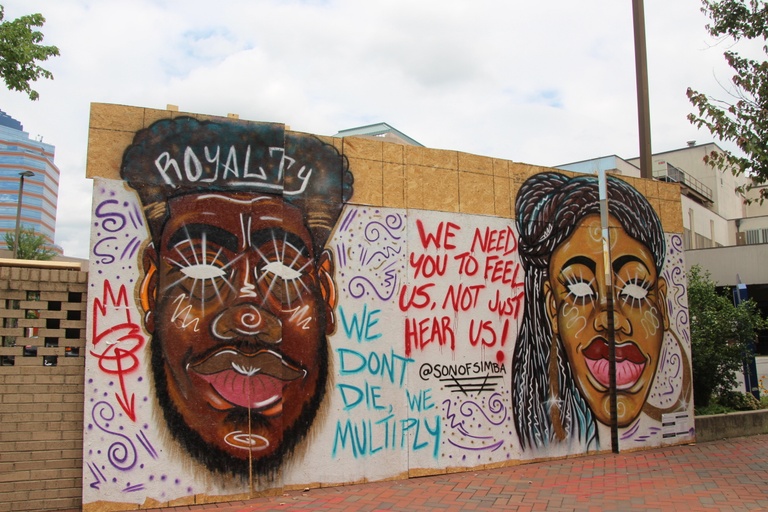 ROYALTY
WE NEED
YOU TO FEEL
US, NOT JUST
HEAR US!
@SONOFSIMBA
WE
DONT
DIE, WE
MULTIPLY